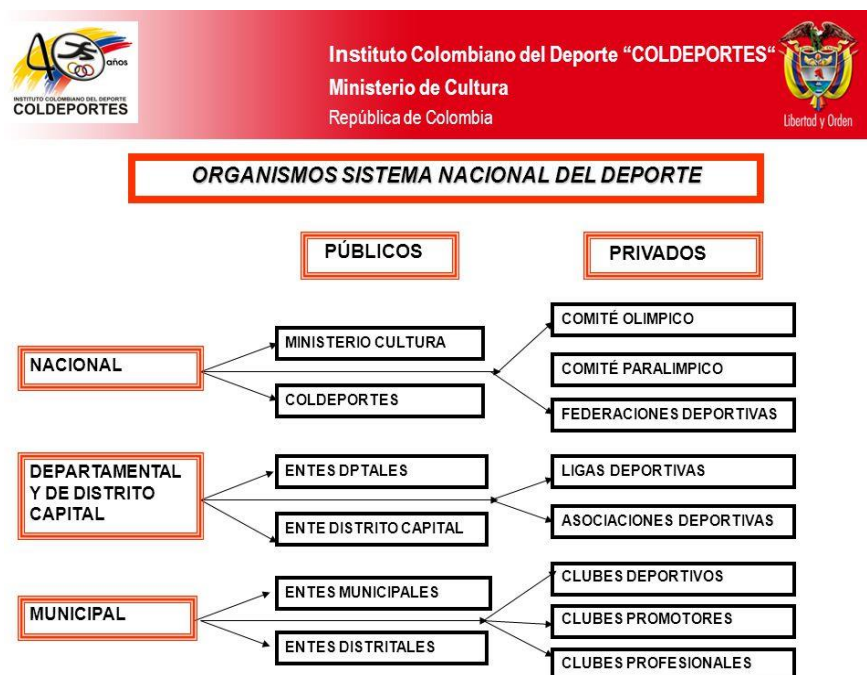 40 años
INSTITUTO COLOMBIANO DEL DEPORTE
COLDEPORTES
Instituto Colombiano del Deporte “COLDEPORTES“
Ministerio de Cultura
República de Colombia
Libertad y Orden
ORGANISMOS SISTEMA NACIONAL DEL DEPORTE
PÚBLICOS
PRIVADOS
NACIONAL
MINISTERIO CULTURA
COLDEPORTES
COMITÉ OLIMPICO
COMITÉ PARALIMPICO
FEDERACIONES DEPORTIVAS
DEPARTAMENTAL
Y DE DISTRITO
CAPITAL
ENTES DPTALES
ENTE DISTRITO CAPITAL
LIGAS DEPORTIVAS
ASOCIACIONES DEPORTIVAS
MUNICIPAL
ENTES MUNICIPALES
ENTES DISTRITALES
CLUBES DEPORTIVOS
CLUBES PROMOTORES
CLUBES PROFESIONALES